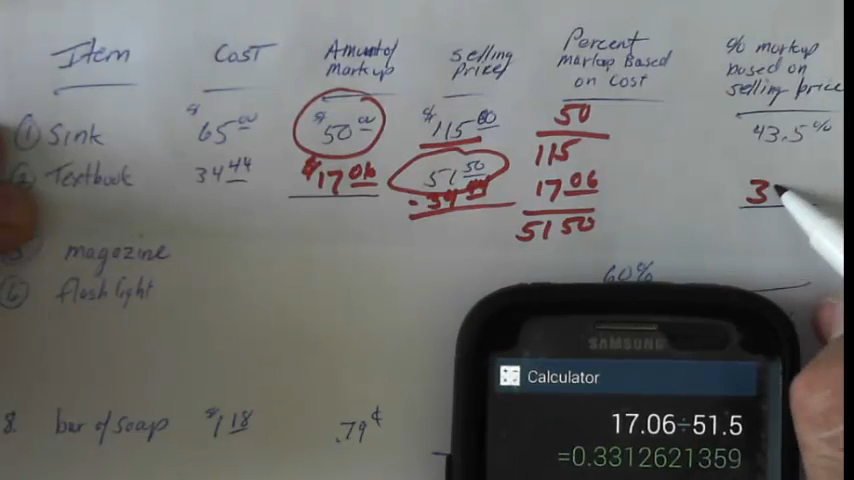 Item Cost Amount of Markup Selling Price Percent Markup Based on Cost % markup based on selling price
① Sink $65.00 $50.00 $115.00 50 43.5%
115
② Textbook 34.44 $17.06 51.50 17.06 3
- 34.44 51 50
magazine
⑥ flashlight 60%
SAMSUNG
Calculator
17.06÷51.5
=0.3312621359
8. bar of soap $1.18 .79¢